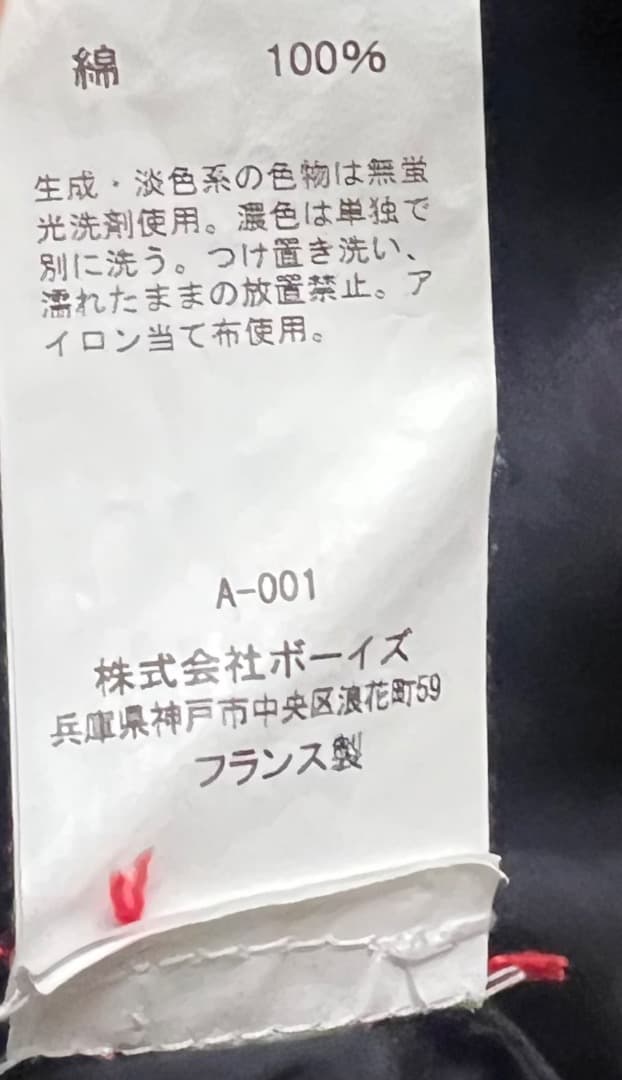 綿 100%
生成・淡色系の色物は無蛍
光洗剤使用。濃色は単独で
別に洗う。つけ置き洗い、
濡れたままの放置禁止。ア
イロン当て布使用。
A-001
株式会社ボーイズ
兵庫県神戸市中央区浪花町59
フランス製